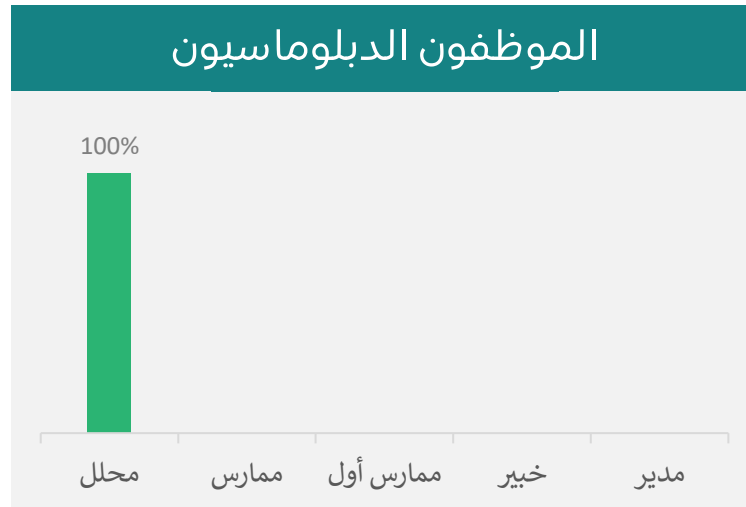 الموظفون الدبلوماسيون
100%
محلل ممارس ممارس أول خبير مدير